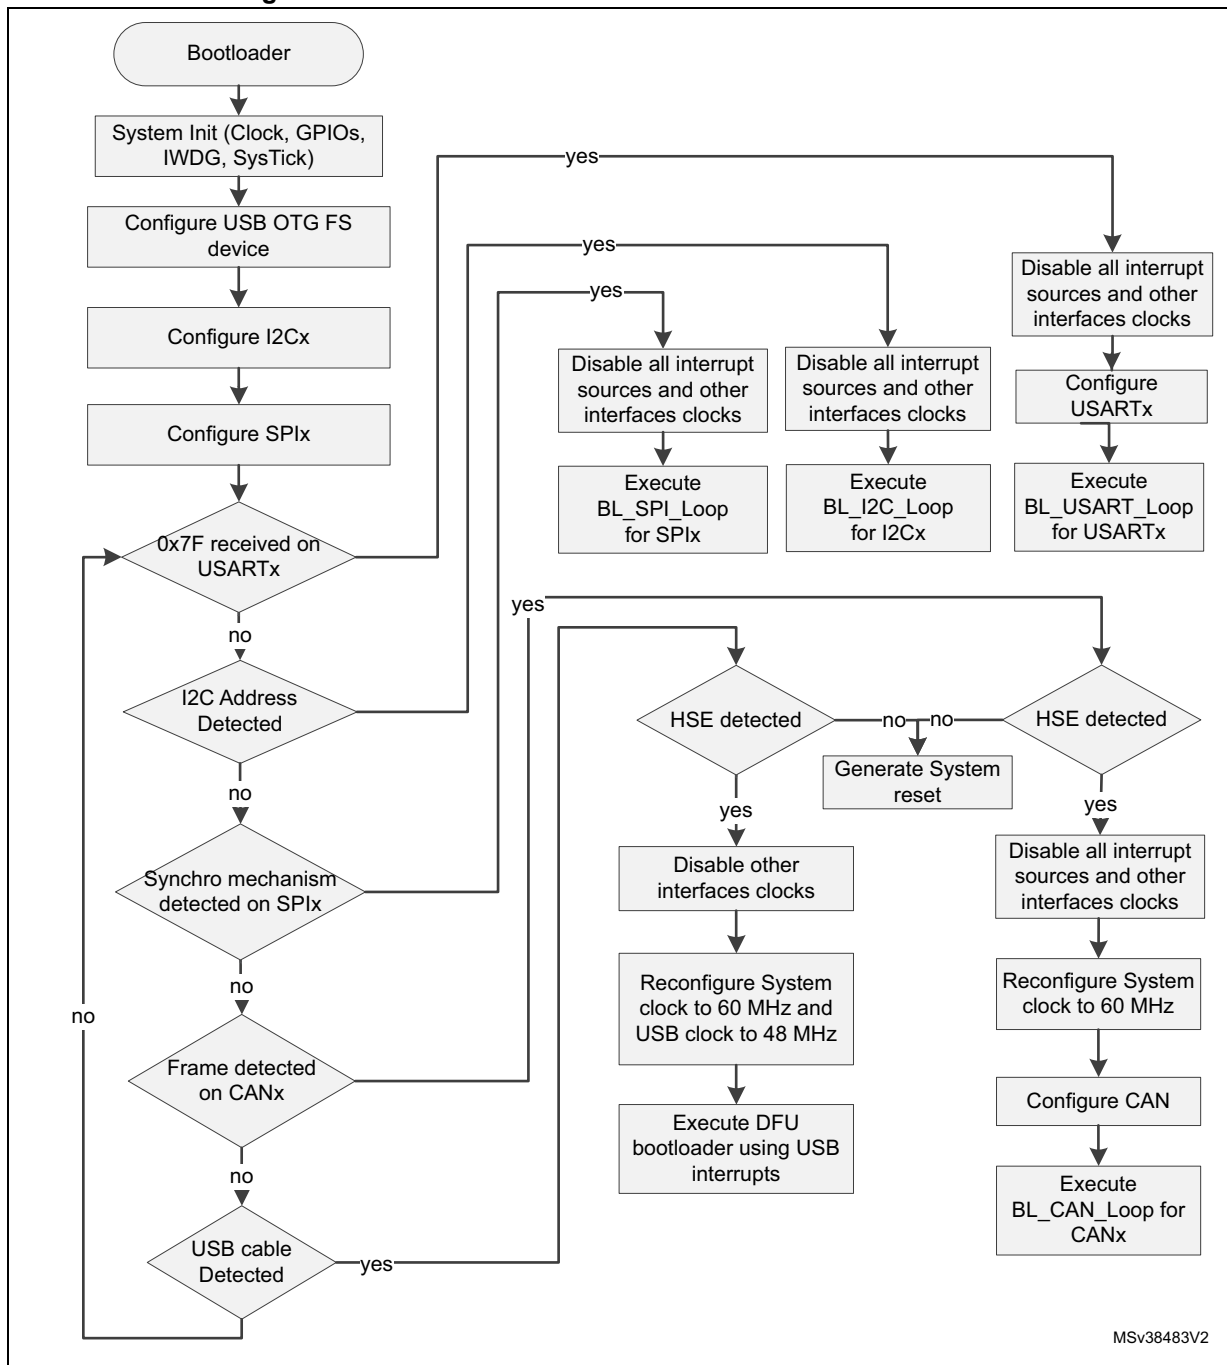 Bootloader
System Init (Clock, GPIOs,
IWDG, SysTick)
Configure USB OTG FS
device
Configure I2Cx
Configure SPIx
0x7F received on
USARTx
no
I2C Address
Detected
no
Synchro mechanism
detected on SPIx
no
Frame detected
on CANx
no
USB cable
Detected
no
yes
yes
yes
Disable all interrupt
sources and other
interfaces clocks
Execute
BL_SPI_Loop
for SPIx
Disable all interrupt
sources and other
interfaces clocks
Execute
BL_I2C_Loop
for I2Cx
Disable all interrupt
sources and other
interfaces clocks
Configure
USARTx
Execute
BL_USART_Loop
for USARTx
yes
yes
HSE detected
no
no
HSE detected
Generate System
reset
yes
Disable other
interfaces clocks
Reconfigure System
clock to 60 MHz and
USB clock to 48 MHz
Execute DFU
bootloader using USB
interrupts
yes
Disable all interrupt
sources and other
interfaces clocks
Reconfigure System
clock to 60 MHz
Configure CAN
Execute
BL_CAN_Loop for
CANx
MSv38483V2